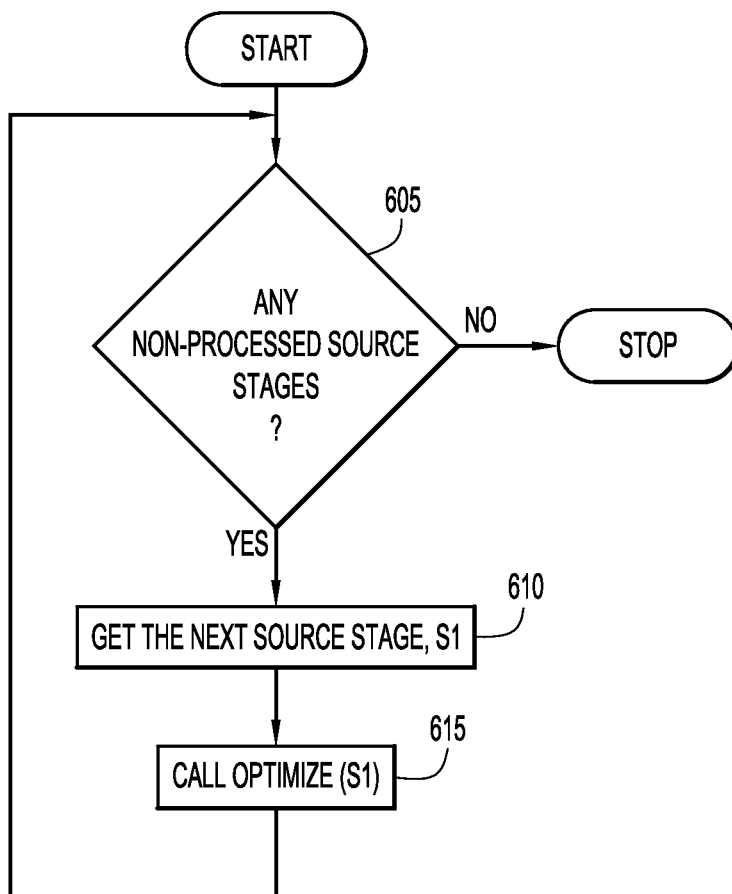 START
605
ANY
NON-PROCESSED SOURCE
STAGES
?
NO
STOP
YES
610
GET THE NEXT SOURCE STAGE, S1
615
CALL OPTIMIZE (S1)